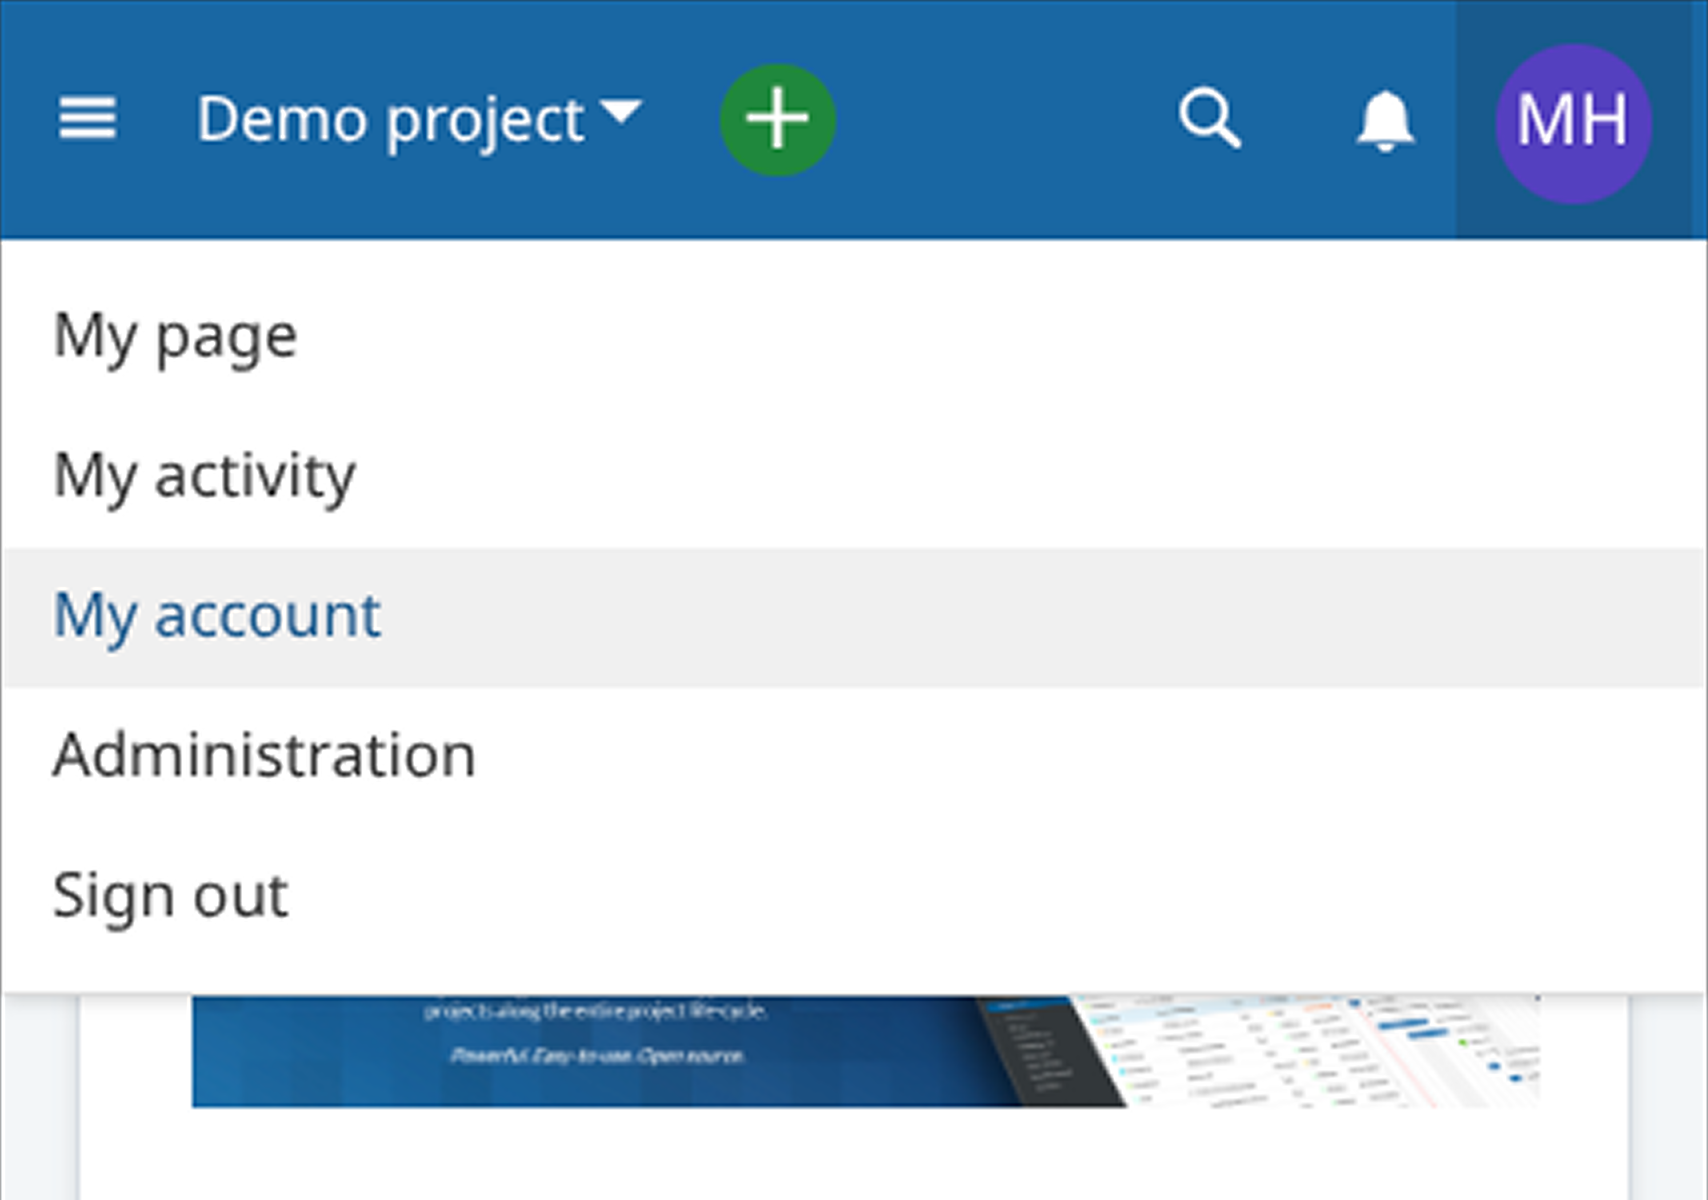 Demo project
MH
My page
My activity
My account
Administration
Sign out
projects along the entire project life-cycle.
Powerful. Easy-to-use. Open source.